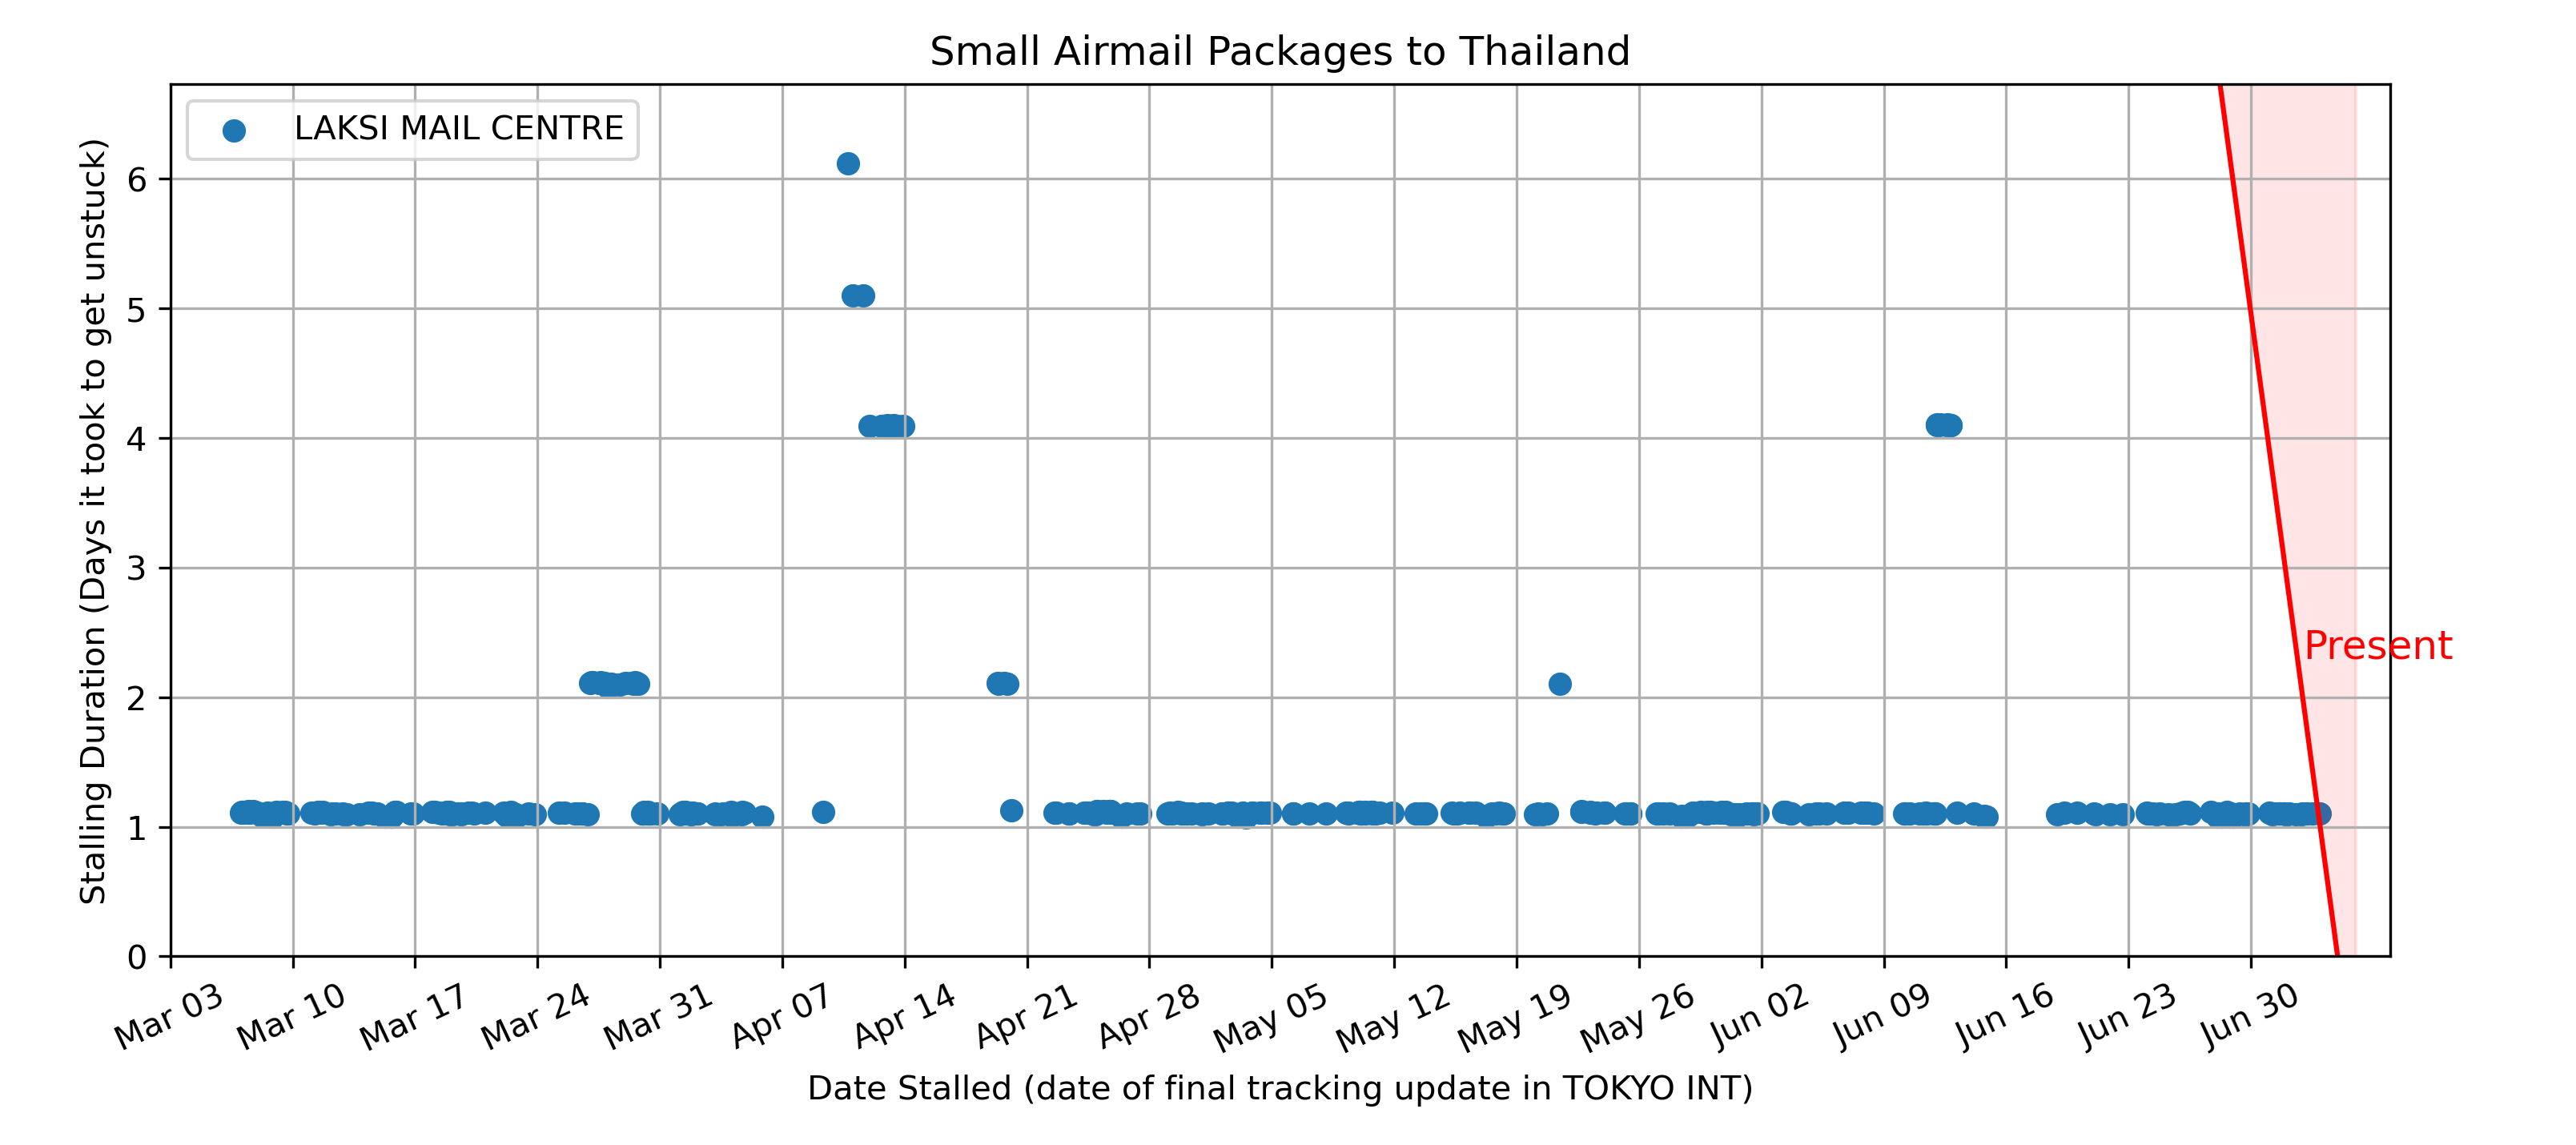 Small Airmail Packages to Thailand
LAKSI MAIL CENTRE
Stalling Duration (Days it took to get unstuck)
6
5
4
3
2
1
0
Present
Mar 03
Mar 10
Mar 17
Mar 24
Mar 31
Apr 07
Apr 14
Apr 21
Apr 28
May 05
May 12
May 19
May 26
Jun 02
Jun 09
Jun 16
Jun 23
Jun 30
Date Stalled (date of final tracking update in TOKYO INT)